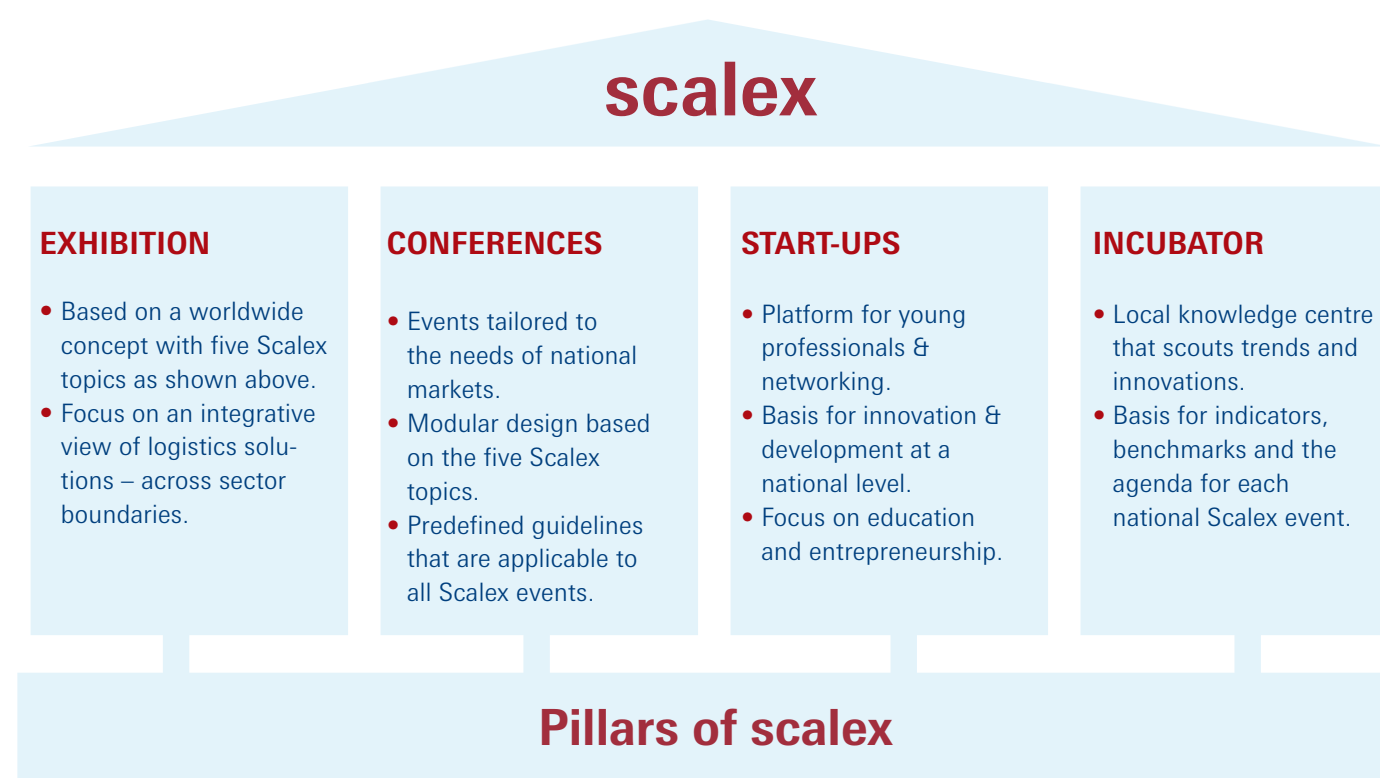 scalex
EXHIBITION
• Based on a worldwide
concept with five Scalex
topics as shown above.
• Focus on an integrative
view of logistics solu-
tions – across sector
boundaries.
CONFERENCES
• Events tailored to
the needs of national
markets.
• Modular design based
on the five Scalex
topics.
• Predefined guidelines
that are applicable to
all Scalex events.
START-UPS
• Platform for young
professionals &
networking.
• Basis for innovation &
development at a
national level.
• Focus on education
and entrepreneurship.
INCUBATOR
• Local knowledge centre
that scouts trends and
innovations.
• Basis for indicators,
benchmarks and the
agenda for each
national Scalex event.
Pillars of scalex